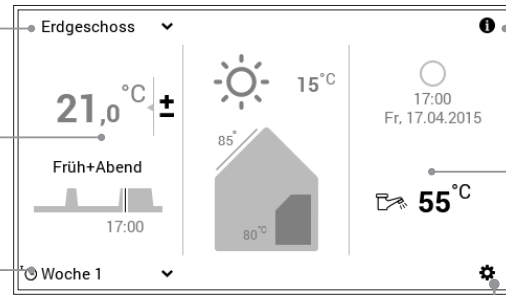 Erdgeschoss
21,0°C
±
Früh+Abend
17:00
15°C
85°
80°C
17:00
Fr, 17.04.2015
55°C
Woche 1